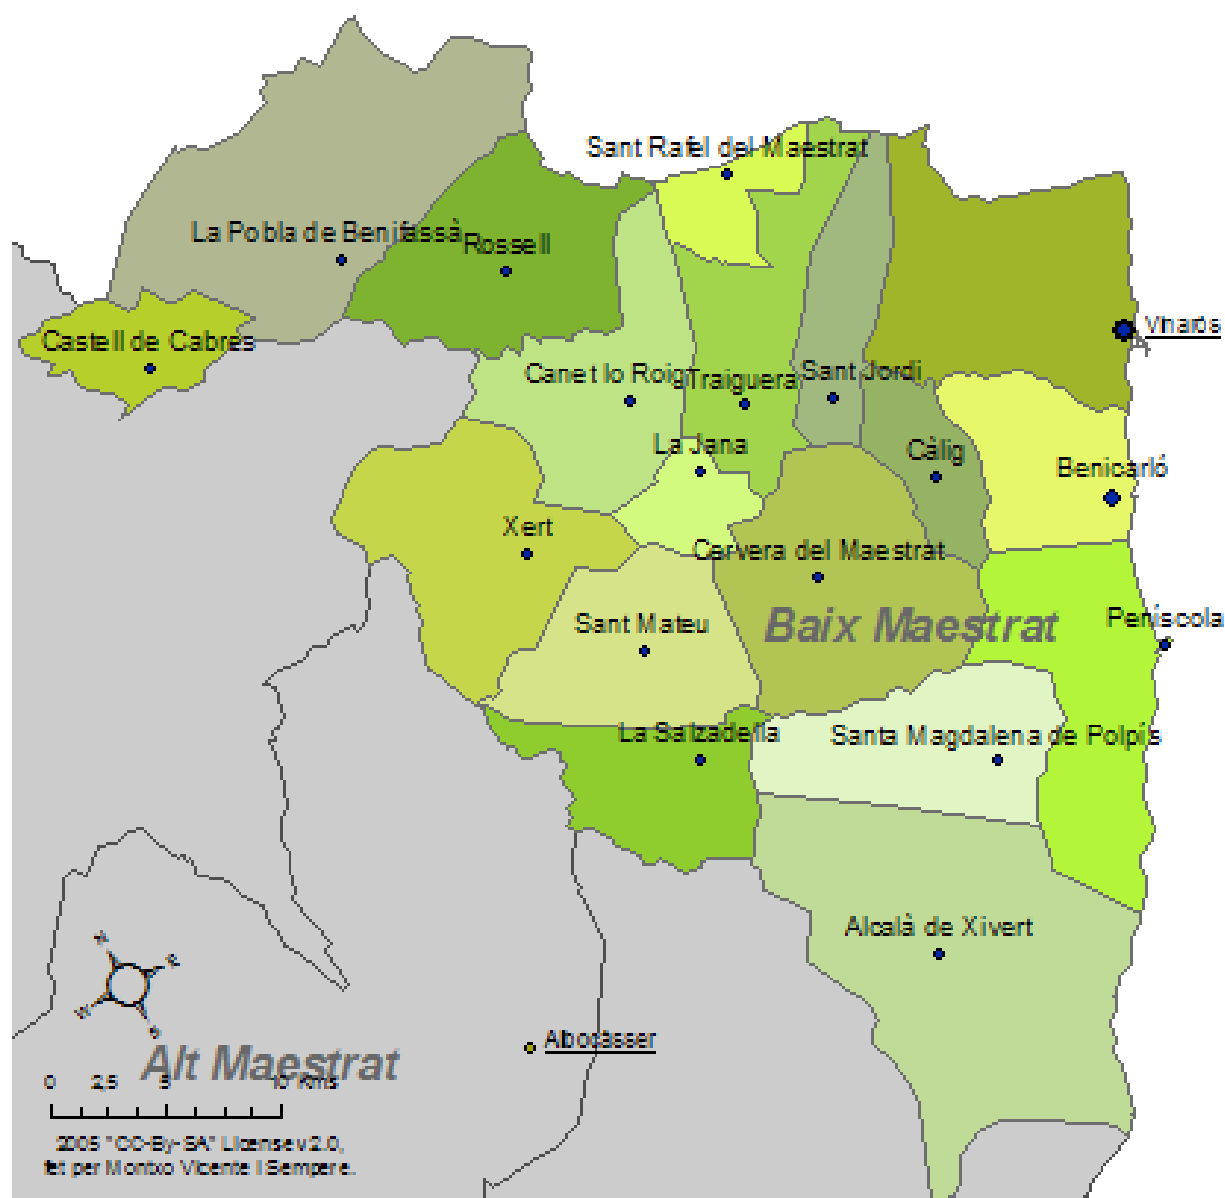 Sant Rafel del Maestrat
La Pobla de Benifassà
Rossell
Vinaròs
Castell de Cabres
Canet lo Roig
Traiguera
Sant Jordi
La Jana
Càlig
Benicarló
Xert
Cervera del Maestrat
Sant Mateu
Baix Maestrat
Peníscola
La Salzadella
Santa Magdalena de Polpís
Alcalà de Xivert
N
E
W
S
Albocàsser
Alt Maestrat
0 2,5 5 10 Kms
2005 "CC-By-SA" License v2.0,
fet per Montxo Vicente i Sempere.